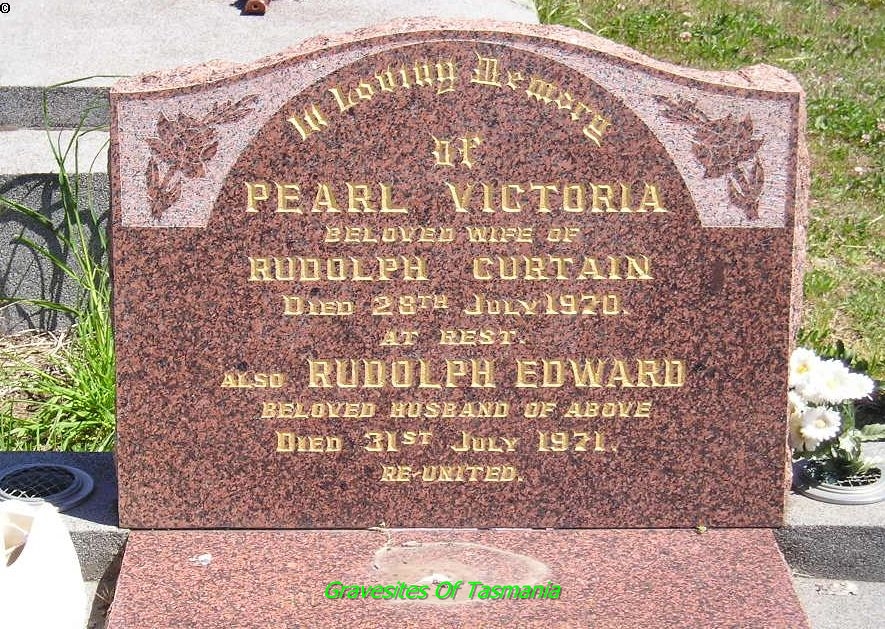 ©
In Loving Memory
of
PEARL VICTORIA
BELOVED WIFE OF
RUDOLPH CURTAIN
DIED 28TH JULY 1970.
AT REST.
ALSO RUDOLPH EDWARD
BELOVED HUSBAND OF ABOVE
DIED 31ST JULY 1971.
RE-UNITED.
Gravesites Of Tasmania